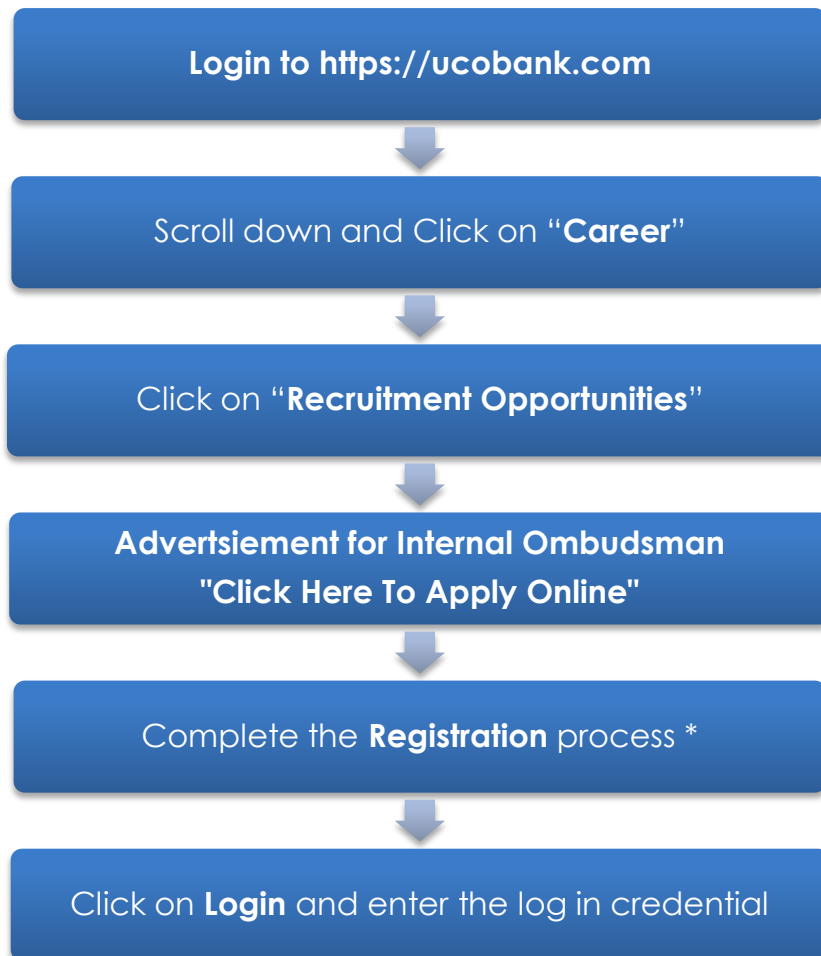 Login to https://ucobank.com
Scroll down and Click on “Career”
Click on “Recruitment Opportunities”
Advertsiement for Internal Ombudsman
"Click Here To Apply Online"
Complete the Registration process *
Click on Login and enter the log in credential